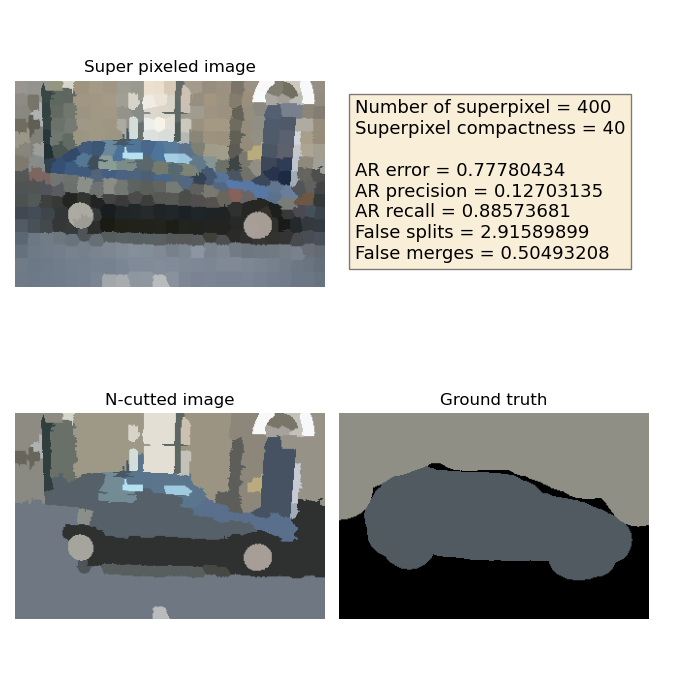 Super pixeled image
Number of superpixel = 400
Superpixel compactness = 40
AR error = 0.77780434
AR precision = 0.12703135
AR recall = 0.88573681
False splits = 2.91589899
False merges = 0.50493208
N-cutted image
Ground truth